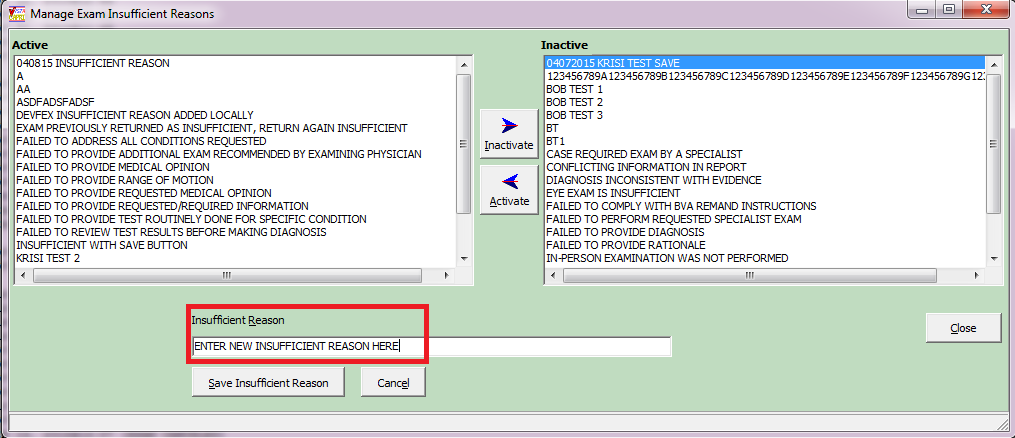 Manage Exam Insufficient Reasons
Active
040815 INSUFFICIENT REASON
A
AA
ASDFADSFADSF
DEVFEX INSUFFICIENT REASON ADDED LOCALLY
EXAM PREVIOUSLY RETURNED AS INSUFFICIENT, RETURN AGAIN INSUFFICIENT
FAILED TO ADDRESS ALL CONDITIONS REQUESTED
FAILED TO PROVIDE ADDITIONAL EXAM RECOMMENDED BY EXAMINING PHYSICIAN
FAILED TO PROVIDE MEDICAL OPINION
FAILED TO PROVIDE RANGE OF MOTION
FAILED TO PROVIDE REQUESTED MEDICAL OPINION
FAILED TO PROVIDE REQUESTED/REQUIRED INFORMATION
FAILED TO PROVIDE TEST ROUTINELY DONE FOR SPECIFIC CONDITION
FAILED TO REVIEW TEST RESULTS BEFORE MAKING DIAGNOSIS
INSUFFICIENT WITH SAVE BUTTON
KRISI TEST 2
Inactivate
Activate
Inactive
04072015 KRISI TEST SAVE
123456789A123456789B123456789C123456789D123456789E123456789F123456789G123
BOB TEST 1
BOB TEST 2
BOB TEST 3
BT
BT1
CASE REQUIRED EXAM BY A SPECIALIST
CONFLICTING INFORMATION IN REPORT
DIAGNOSIS INCONSISTENT WITH EVIDENCE
EYE EXAM IS INSUFFICIENT
FAILED TO COMPLY WITH BVA REMAND INSTRUCTIONS
FAILED TO PERFORM REQUESTED SPECIALIST EXAM
FAILED TO PROVIDE DIAGNOSIS
FAILED TO PROVIDE RATIONALE
IN-PERSON EXAMINATION WAS NOT PERFORMED
Insufficient Reason
ENTER NEW INSUFFICIENT REASON HERE
Close
Save Insufficient Reason
Cancel